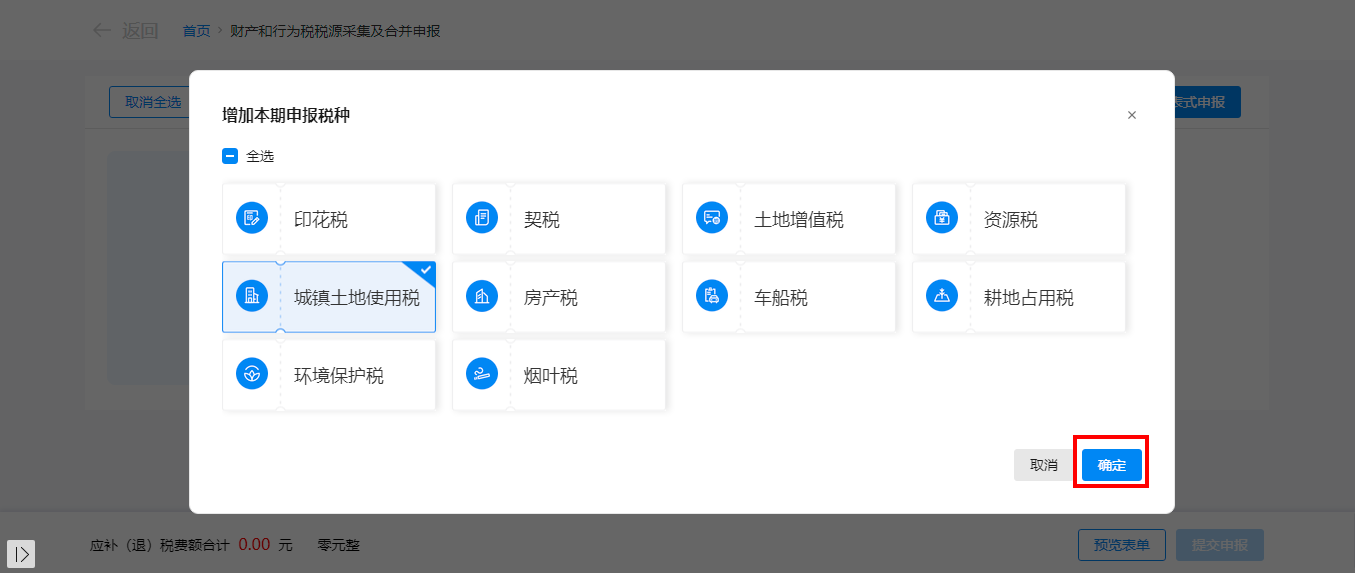 返回 首页 > 财产和行为税税源采集及合并申报
取消全选 表式申报
增加本期申报税种 ×
全选
印花税 契税 土地增值税 资源税
城镇土地使用税 房产税 车船税 耕地占用税
环境保护税 烟叶税
取消 确定
应补（退）税费额合计 0.00 元 零元整 预览表单 提交申报